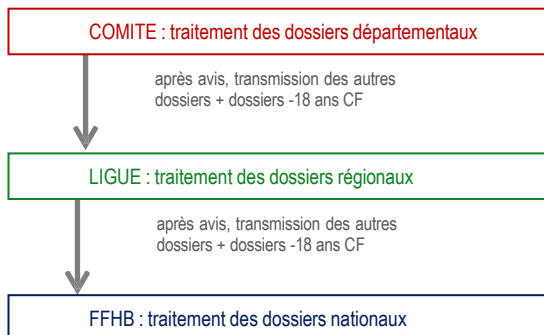 COMITE : traitement des dossiers départementaux
après avis, transmission des autres
dossiers + dossiers -18 ans CF
LIGUE : traitement des dossiers régionaux
après avis, transmission des autres
dossiers + dossiers -18 ans CF
FFHB : traitement des dossiers nationaux